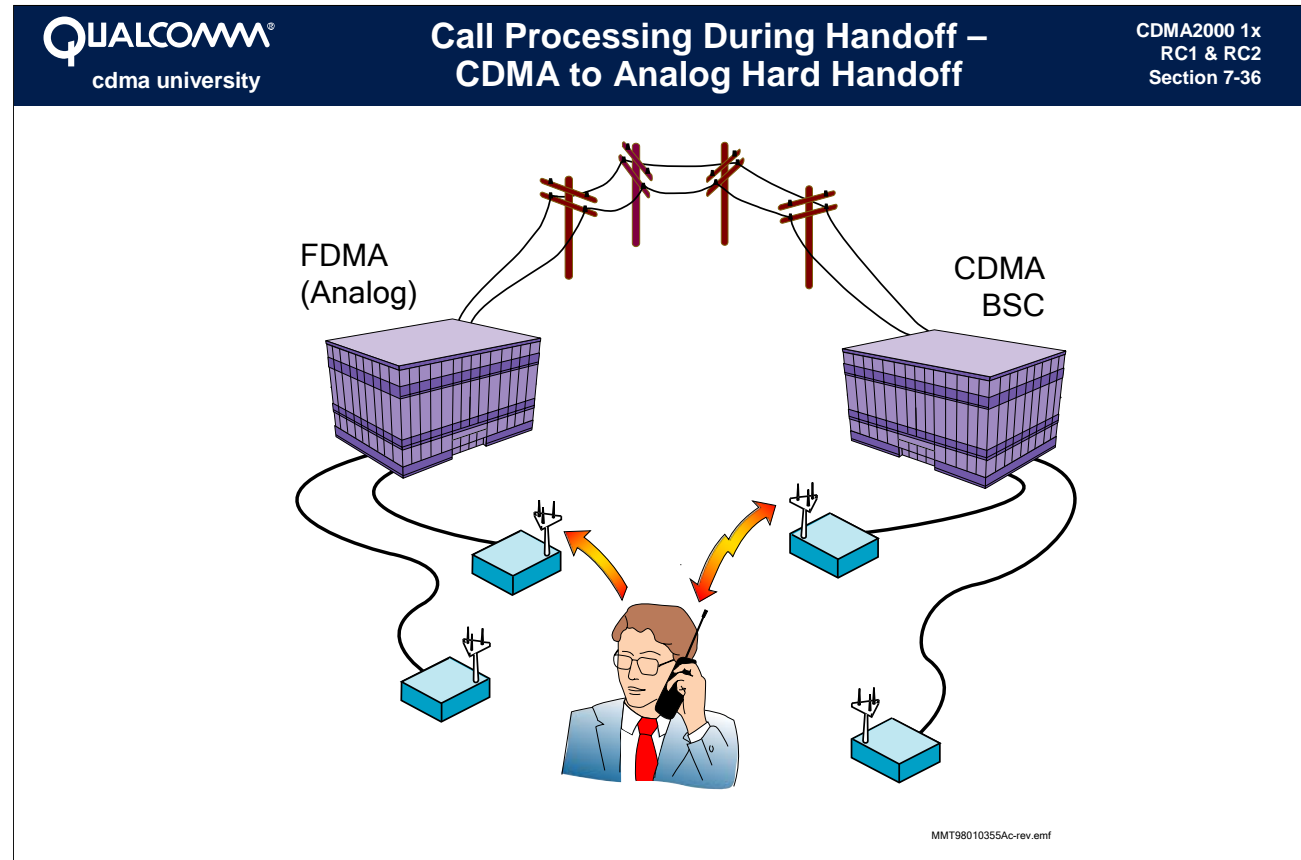 QUALCOMM®
cdma university
Call Processing During Handoff –
CDMA to Analog Hard Handoff
CDMA2000 1x
RC1 & RC2
Section 7-36
FDMA
(Analog)
CDMA
BSC
MMT98010355Ac-rev.emf